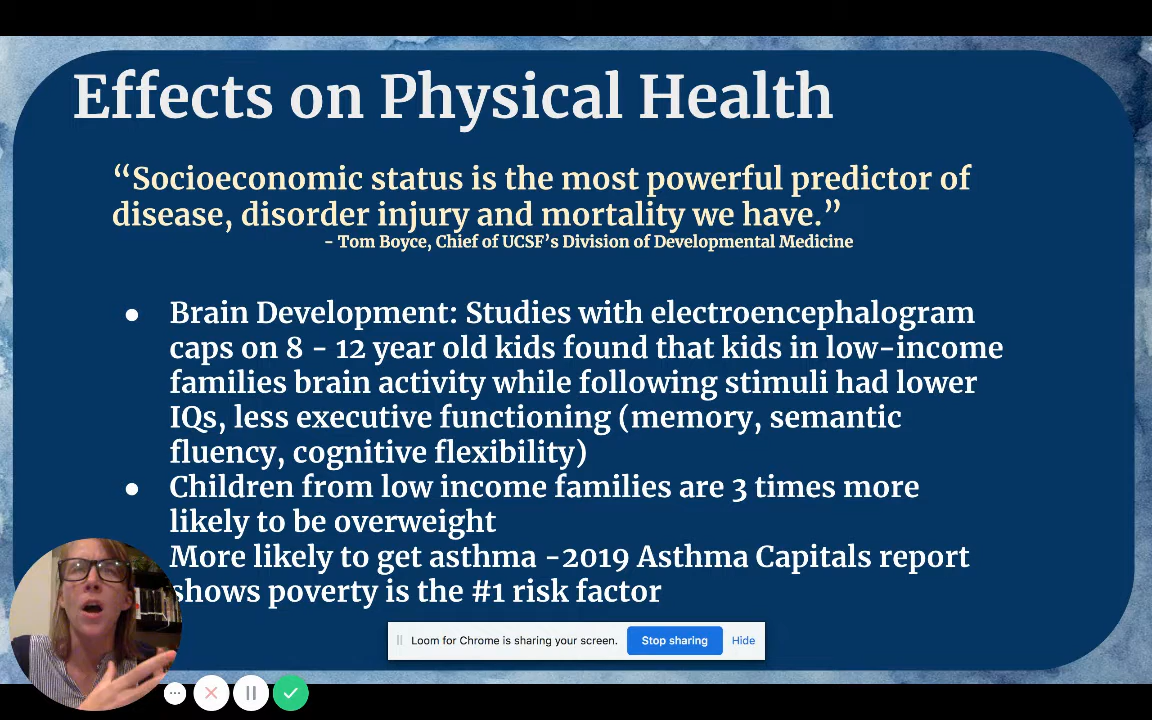 Effects on Physical Health
“Socioeconomic status is the most powerful predictor of
disease, disorder injury and mortality we have.”
- Tom Boyce, Chief of UCSF’s Division of Developmental Medicine
● Brain Development: Studies with electroencephalogram
caps on 8 - 12 year old kids found that kids in low-income
families brain activity while following stimuli had lower
IQs, less executive functioning (memory, semantic
fluency, cognitive flexibility)
● Children from low income families are 3 times more
likely to be overweight
More likely to get asthma -2019 Asthma Capitals report
shows poverty is the #1 risk factor
Loom for Chrome is sharing your screen. Stop sharing Hide